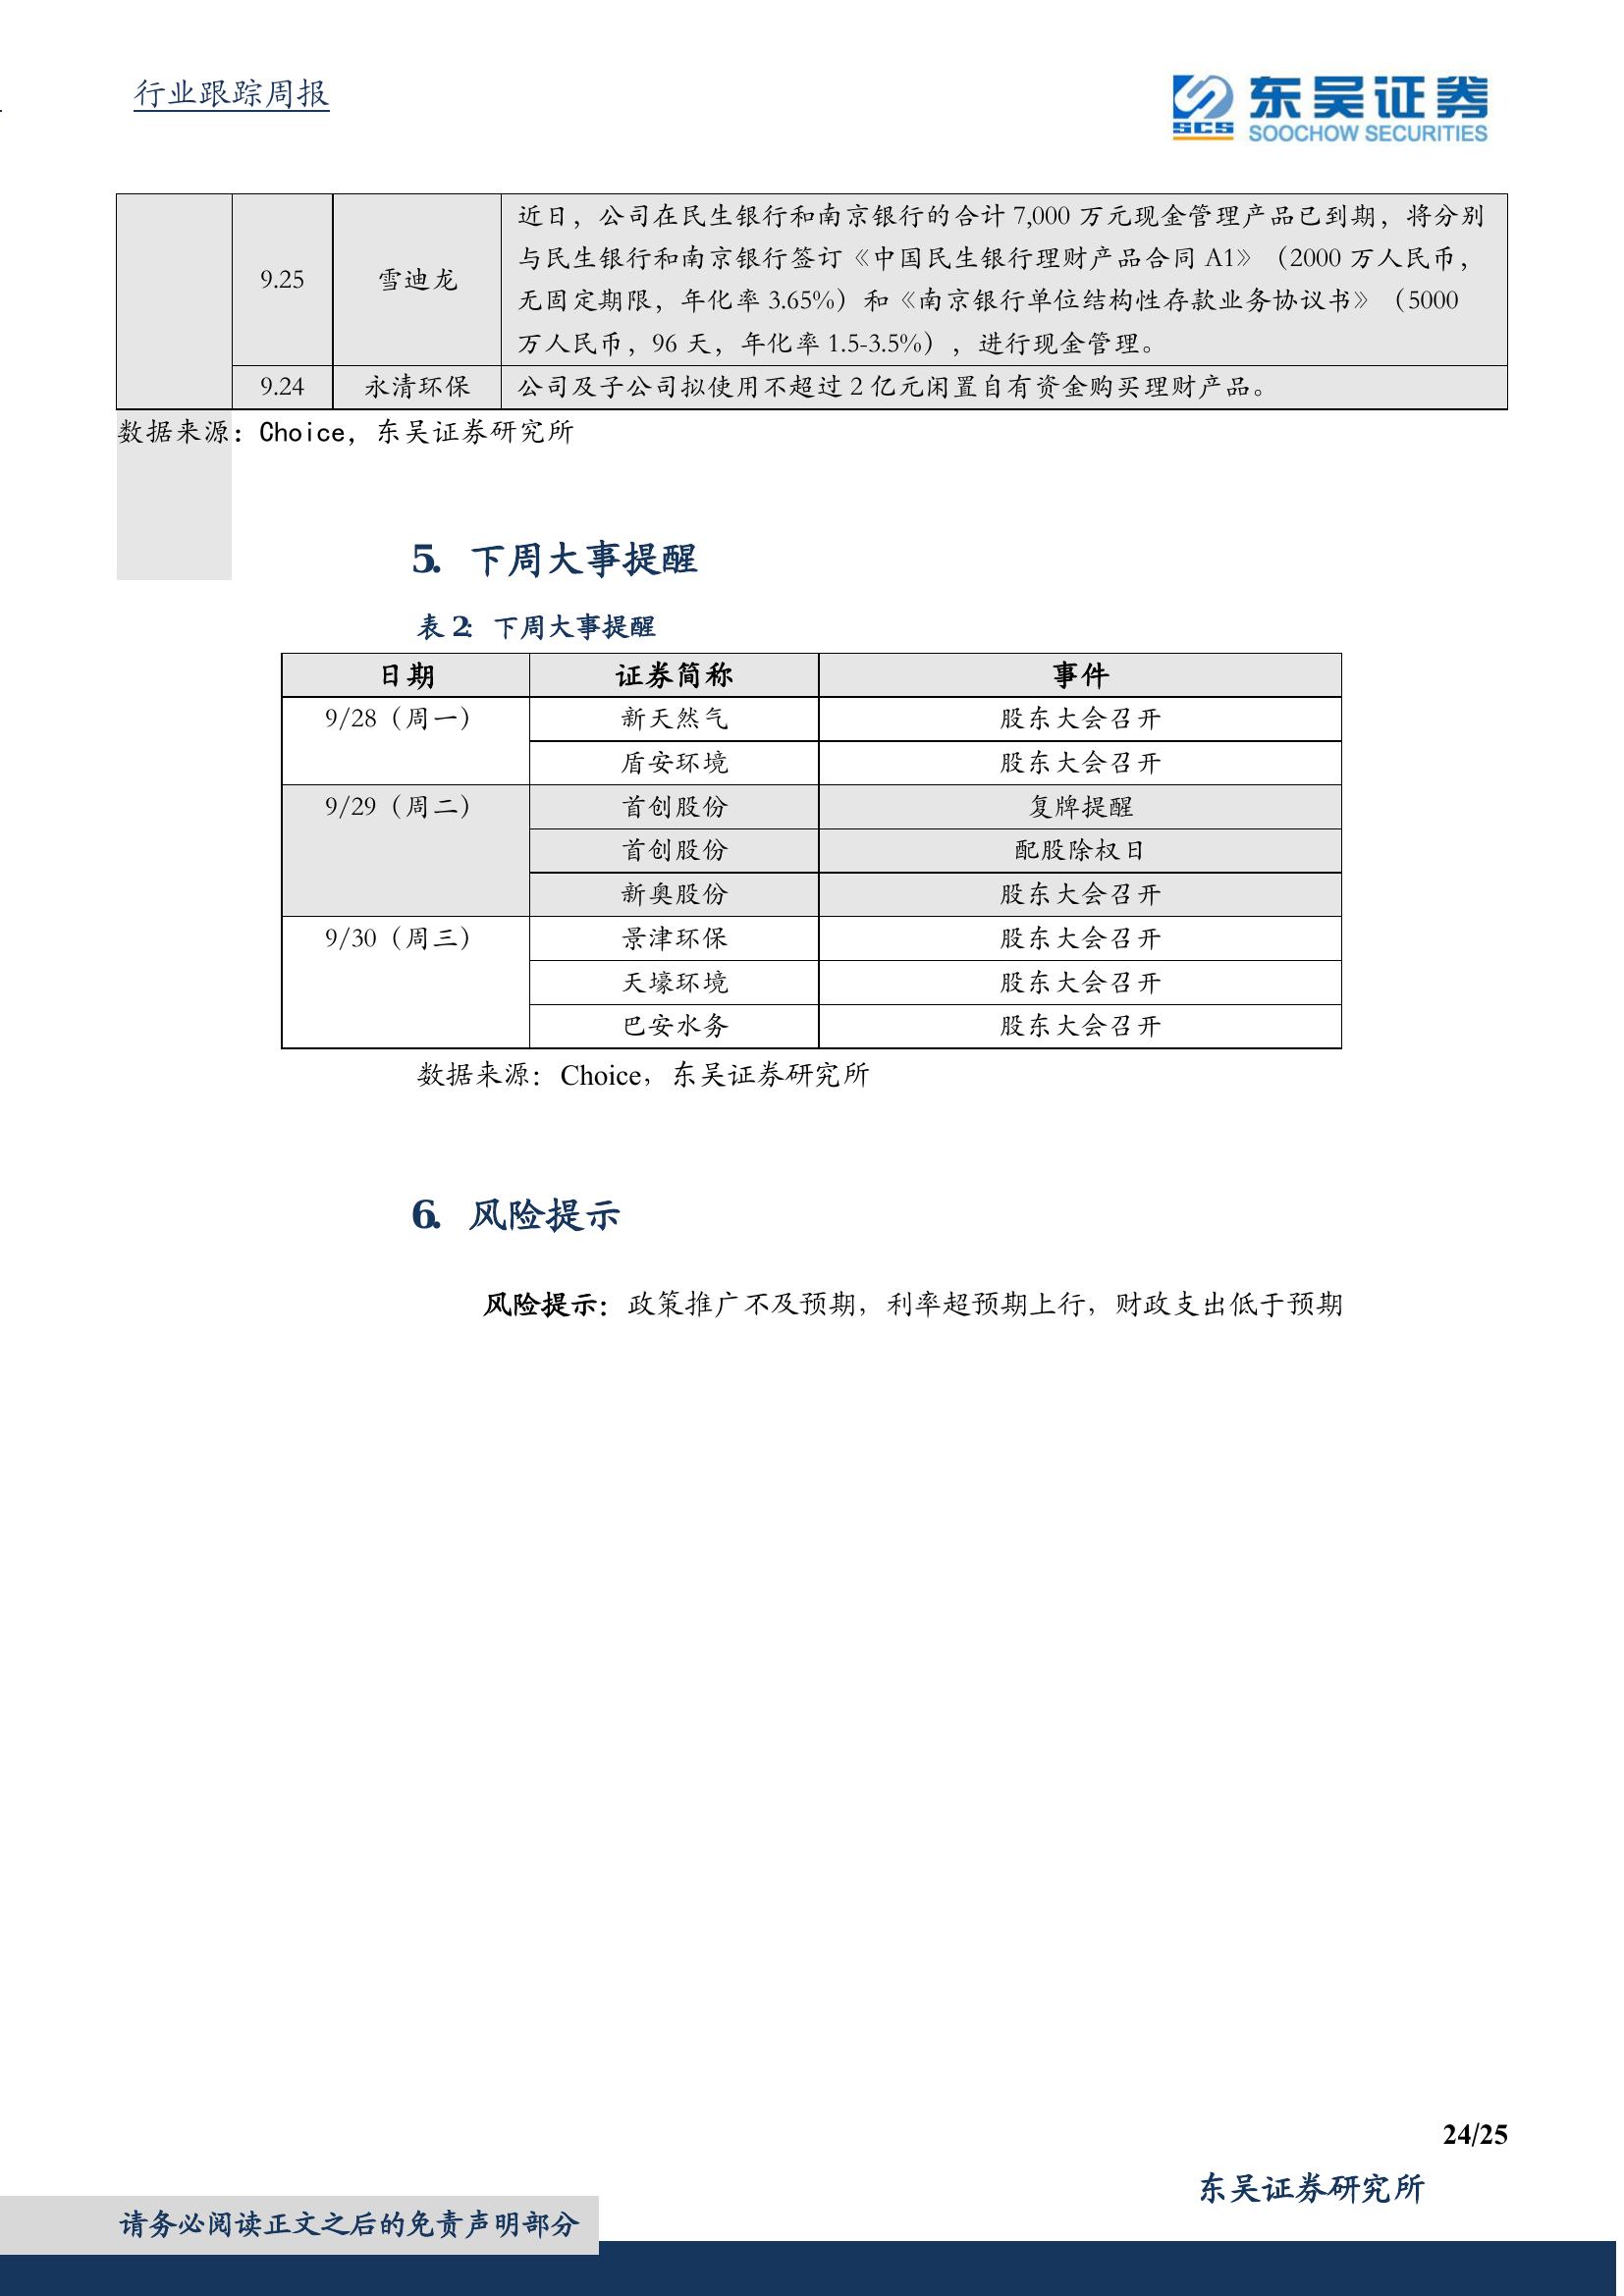 行业跟踪周报
SCS
东吴证券
SOOCHOW SECURITIES
9.25
雪迪龙
近日，公司在民生银行和南京银行的合计 7,000 万元现金管理产品已到期，将分别
与民生银行和南京银行签订《中国民生银行理财产品合同 A1》（2000 万人民币，
无固定期限，年化率 3.65%）和《南京银行单位结构性存款业务协议书》（5000
万人民币，96 天，年化率 1.5-3.5%），进行现金管理。
9.24 永清环保 公司及子公司拟使用不超过 2 亿元闲置自有资金购买理财产品。
数据来源：Choice，东吴证券研究所
5. 下周大事提醒
表 2: 下周大事提醒
日期 证券简称 事件
9/28（周一） 新天然气 股东大会召开
盾安环境 股东大会召开
9/29（周二） 首创股份 复牌提醒
首创股份 配股除权日
新奥股份 股东大会召开
9/30（周三） 景津环保 股东大会召开
天壕环境 股东大会召开
巴安水务 股东大会召开
数据来源：Choice，东吴证券研究所
6. 风险提示
风险提示：政策推广不及预期，利率超预期上行，财政支出低于预期
24/25
东吴证券研究所
请务必阅读正文之后的免责声明部分